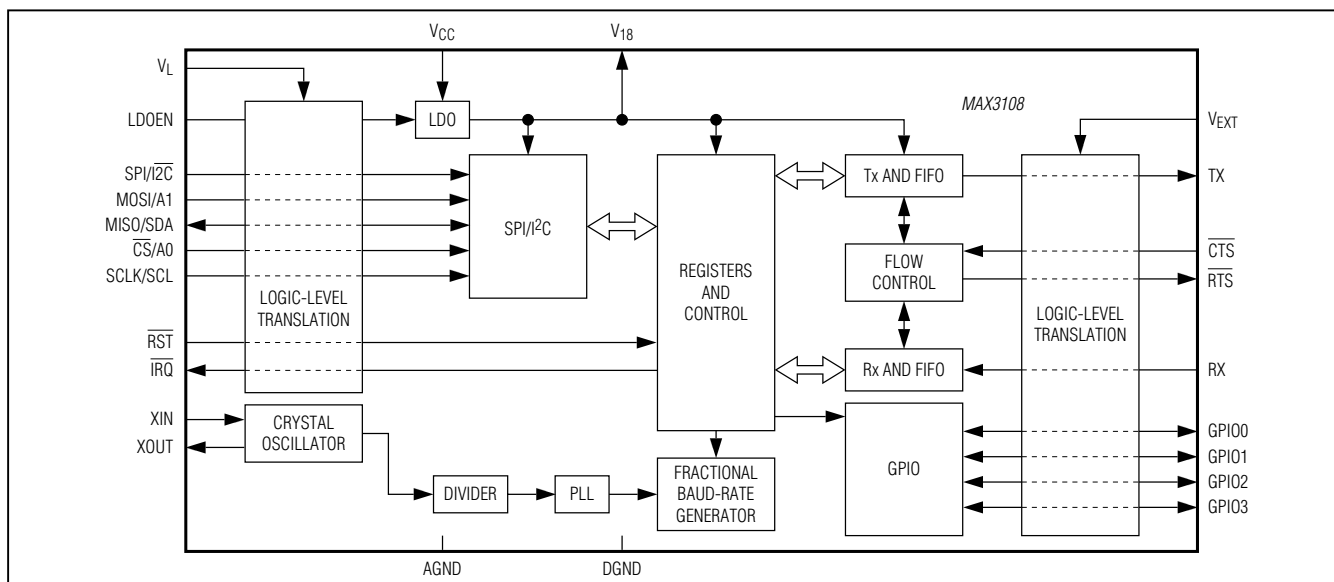 VCC
V18
VL
LDOEN
LDO
MAX3108
VEXT
SPI/I2C
MOSI/A1
MISO/SDA
CS/A0
SCLK/SCL
LOGIC-LEVEL
TRANSLATION
SPI/I²C
REGISTERS
AND
CONTROL
Tx AND FIFO
FLOW
CONTROL
Rx AND FIFO
LOGIC-LEVEL
TRANSLATION
TX
CTS
RTS
RX
RST
IRQ
XIN
XOUT
CRYSTAL
OSCILLATOR
DIVIDER
PLL
FRACTIONAL
BAUD-RATE
GENERATOR
GPIO
GPIO0
GPIO1
GPIO2
GPIO3
AGND
DGND